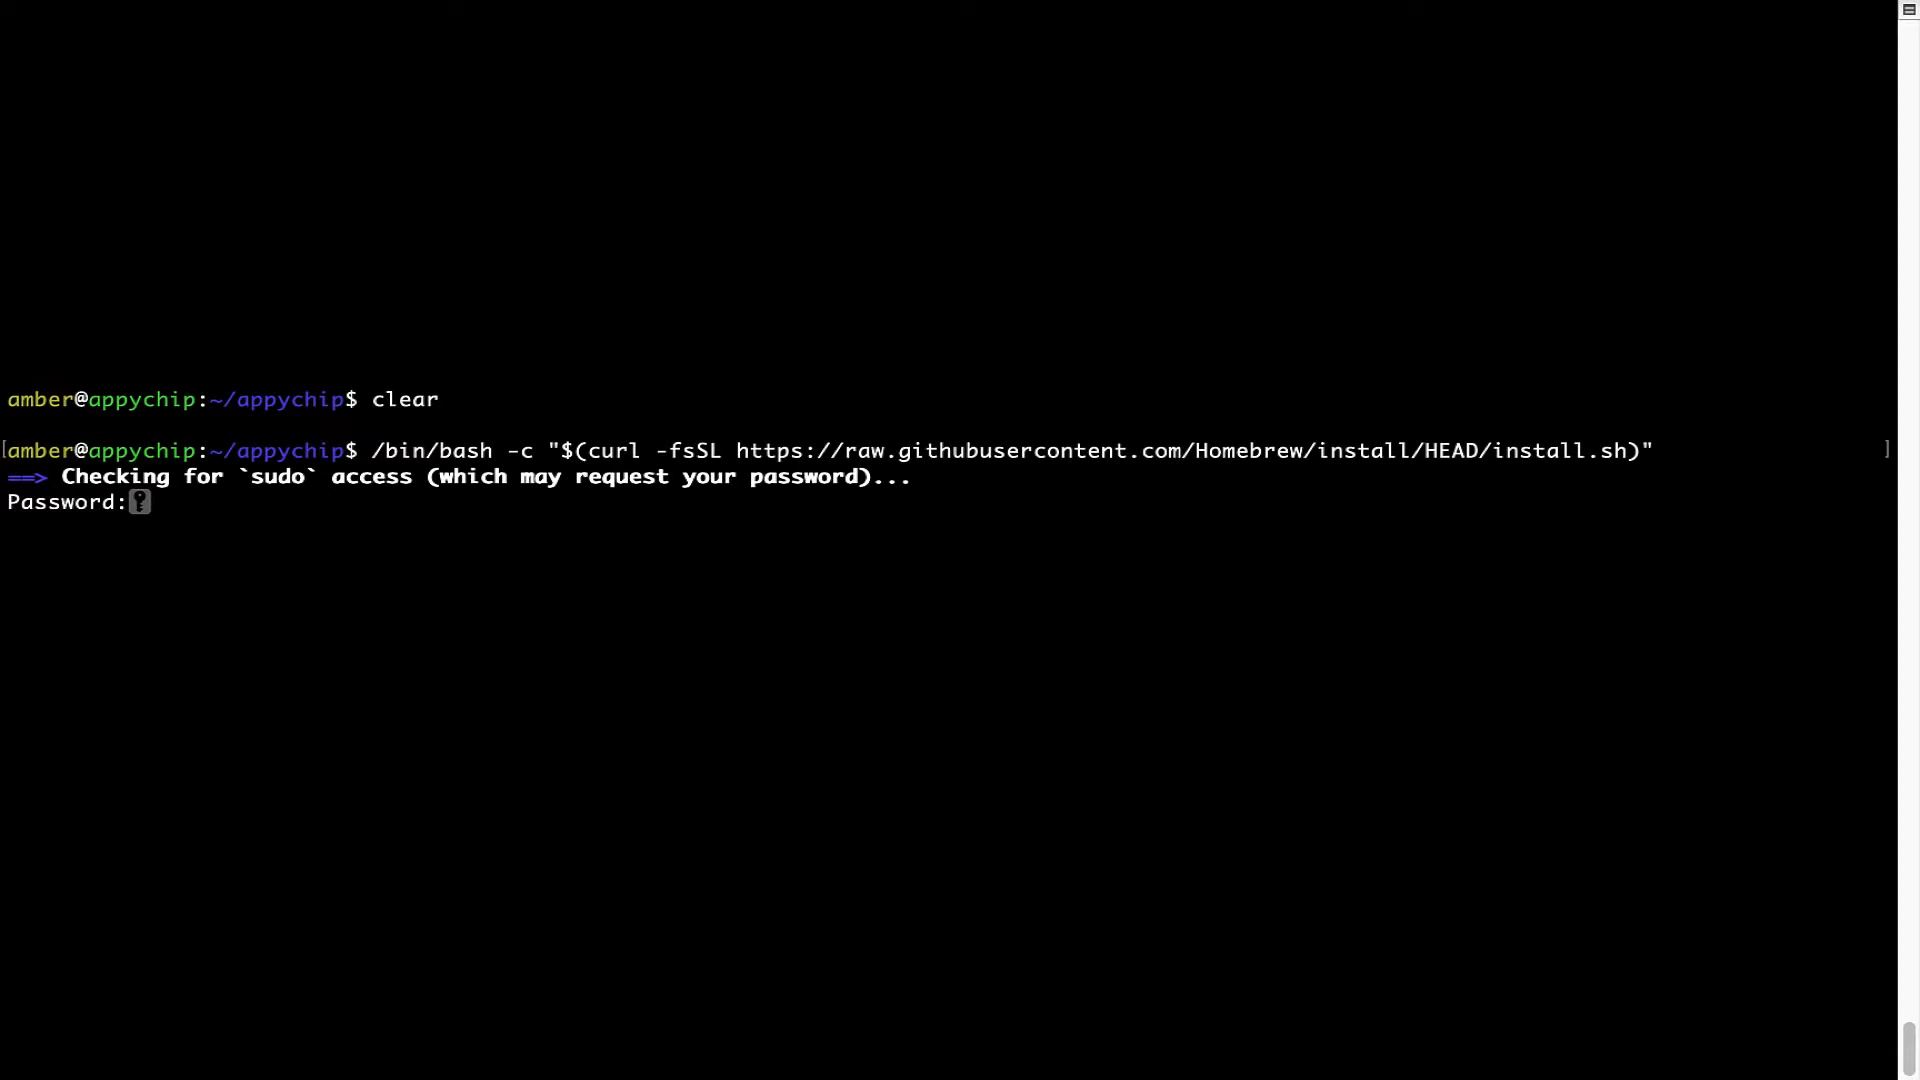 amber@appychip:~/appychip$ clear
[amber@appychip:~/appychip$ /bin/bash -c "$(curl -fsSL https://raw.githubusercontent.com/Homebrew/install/HEAD/install.sh)" ]
==> Checking for `sudo` access (which may request your password)...
Password: